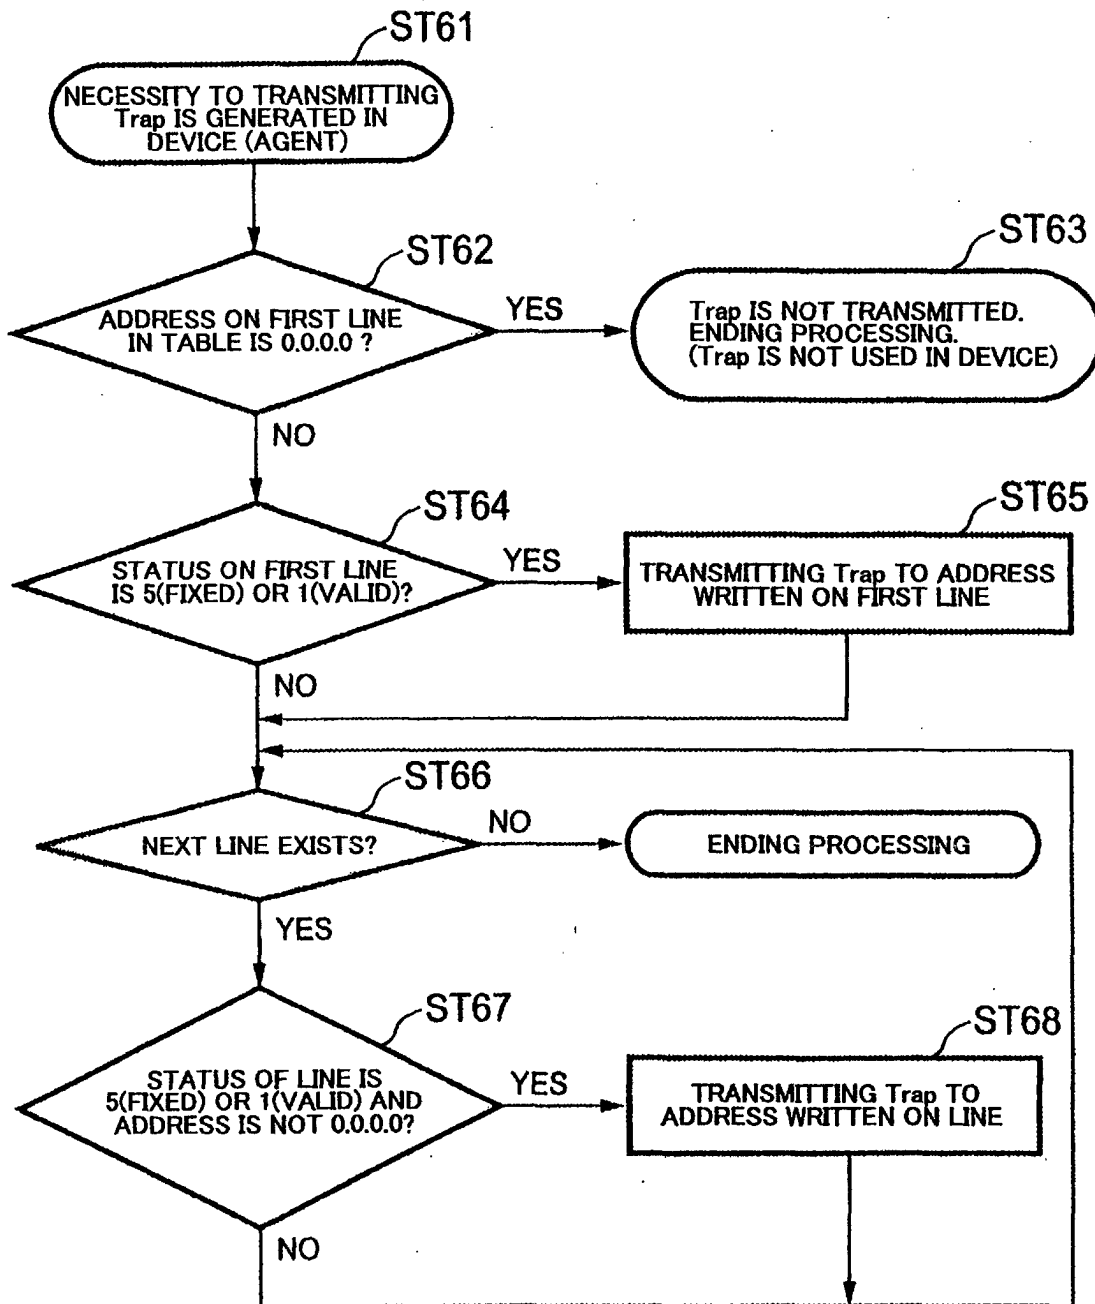 ST61
NECESSITY TO TRANSMITTING
Trap IS GENERATED IN
DEVICE (AGENT)
ST62
ADDRESS ON FIRST LINE
IN TABLE IS 0.0.0.0 ?
YES
ST63
Trap IS NOT TRANSMITTED.
ENDING PROCESSING.
(Trap IS NOT USED IN DEVICE)
NO
ST64
STATUS ON FIRST LINE
IS 5(FIXED) OR 1(VALID)?
YES
ST65
TRANSMITTING Trap TO ADDRESS
WRITTEN ON FIRST LINE
NO
ST66
NEXT LINE EXISTS?
NO
ENDING PROCESSING
YES
ST67
STATUS OF LINE IS
5(FIXED) OR 1(VALID) AND
ADDRESS IS NOT 0.0.0.0?
YES
ST68
TRANSMITTING Trap TO
ADDRESS WRITTEN ON LINE
NO